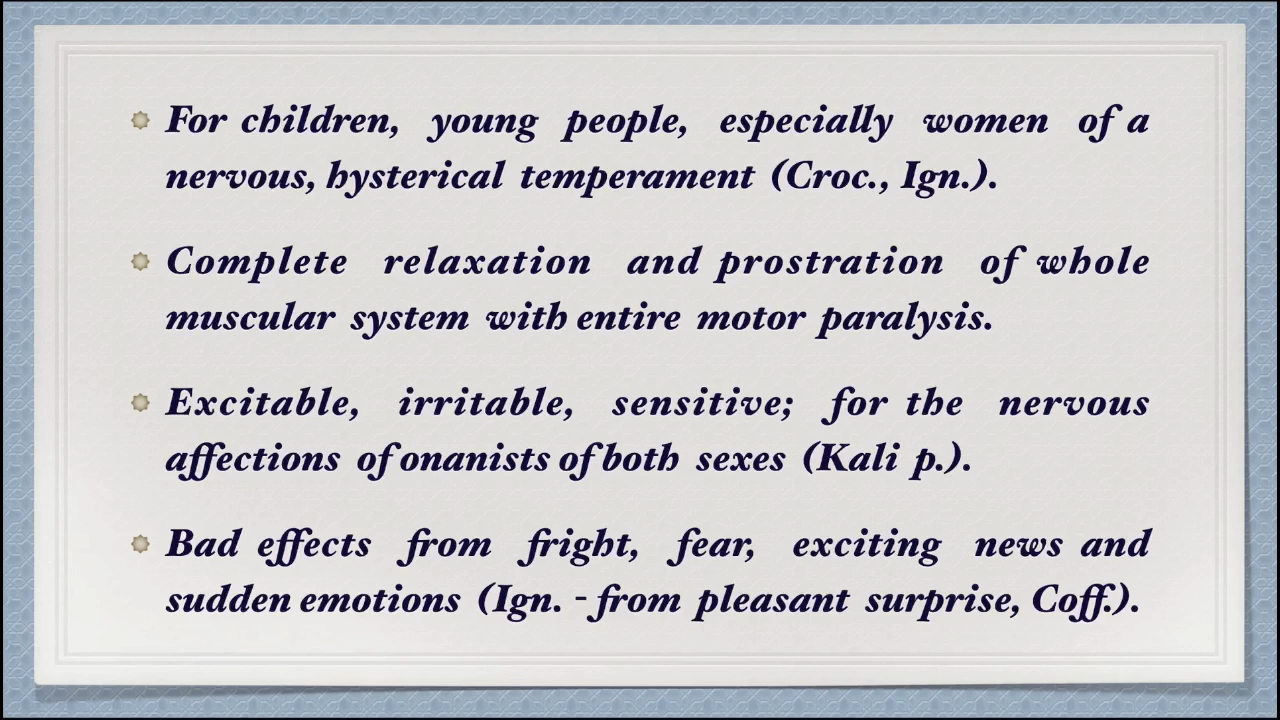 For children, young people, especially women of a
nervous, hysterical temperament (Croc., Ign.).
Complete relaxation and prostration of whole
muscular system with entire motor paralysis.
Excitable, irritable, sensitive; for the nervous
affections of onanists of both sexes (Kali p.).
Bad effects from fright, fear, exciting news and
sudden emotions (Ign. - from pleasant surprise, Coff.).